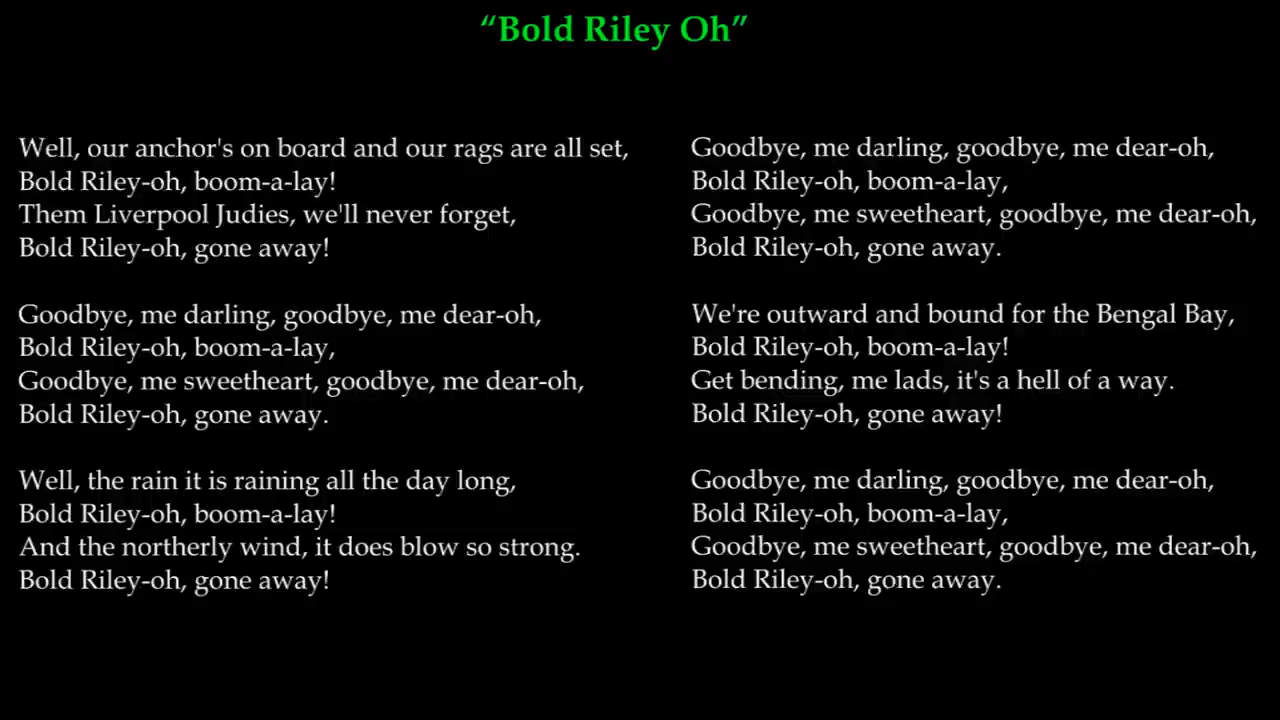 “Bold Riley Oh”
Well, our anchor's on board and our rags are all set,
Bold Riley-oh, boom-a-lay!
Them Liverpool Judies, we'll never forget,
Bold Riley-oh, gone away!
Goodbye, me darling, goodbye, me dear-oh,
Bold Riley-oh, boom-a-lay,
Goodbye, me sweetheart, goodbye, me dear-oh,
Bold Riley-oh, gone away.
Well, the rain it is raining all the day long,
Bold Riley-oh, boom-a-lay!
And the northerly wind, it does blow so strong.
Bold Riley-oh, gone away!
Goodbye, me darling, goodbye, me dear-oh,
Bold Riley-oh, boom-a-lay,
Goodbye, me sweetheart, goodbye, me dear-oh,
Bold Riley-oh, gone away.
We're outward and bound for the Bengal Bay,
Bold Riley-oh, boom-a-lay!
Get bending, me lads, it's a hell of a way.
Bold Riley-oh, gone away!
Goodbye, me darling, goodbye, me dear-oh,
Bold Riley-oh, boom-a-lay,
Goodbye, me sweetheart, goodbye, me dear-oh,
Bold Riley-oh, gone away.